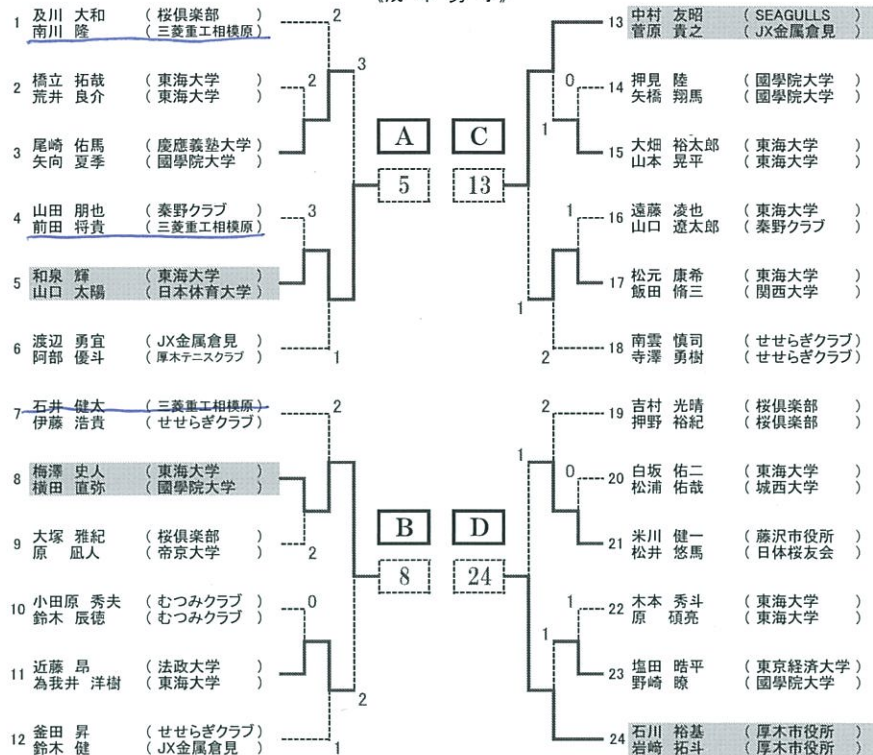 1 及川 大和 (桜倶楽部)
南川 隆 (三菱重工相模原)
2
2 橋立 拓哉 (東海大学)
荒井 良介 (東海大学)
2
3
3 尾崎 佑馬 (慶應義塾大学)
矢向 夏季 (國學院大学)
A
5
4 山田 朋也 (秦野クラブ)
前田 将貴 (三菱重工相模原)
3
5 和泉 輝 (東海大学)
山口 太陽 (日本体育大学)
6 渡辺 勇宜 (JX金属倉見)
阿部 優斗 (厚木テニスクラブ)
1
7 石井 健太 (三菱重工相模原)
伊藤 浩貴 (せせらぎクラブ)
2
8 梅澤 史人 (東海大学)
横田 直弥 (國學院大学)
9 大塚 雅紀 (桜倶楽部)
原 凪人 (帝京大学)
2
B
8
10 小田原 秀夫 (むつみクラブ)
鈴木 辰徳 (むつみクラブ)
0
11 近藤 昂 (法政大学)
為我井 洋樹 (東海大学)
2
12 釜田 昇 (せせらぎクラブ)
鈴木 健 (JX金属倉見)
1
13 中村 友昭 (SEAGULLS)
菅原 貴之 (JX金属倉見)
0
14 押見 陸 (國學院大学)
矢橋 翔馬 (國學院大学)
1
15 大畑 裕太郎 (東海大学)
山本 晃平 (東海大学)
C
13
1
16 遠藤 凌也 (東海大学)
山口 遼太郎 (秦野クラブ)
17 松元 康希 (東海大学)
飯田 脩三 (関西大学)
1
2
18 南雲 慎司 (せせらぎクラブ)
寺澤 勇樹 (せせらぎクラブ)
2
19 吉村 光晴 (桜倶楽部)
押野 裕紀 (桜倶楽部)
1
0
20 白坂 佑二 (東海大学)
松浦 佑哉 (城西大学)
21 米川 健一 (藤沢市役所)
松井 悠馬 (日体桜友会)
D
24
1
22 木本 秀斗 (東海大学)
原 碩亮 (東海大学)
1
23 塩田 晧平 (東京経済大学)
野崎 暸 (國學院大学)
24 石川 裕基 (厚木市役所)
岩崎 拓斗 (厚木市役所)